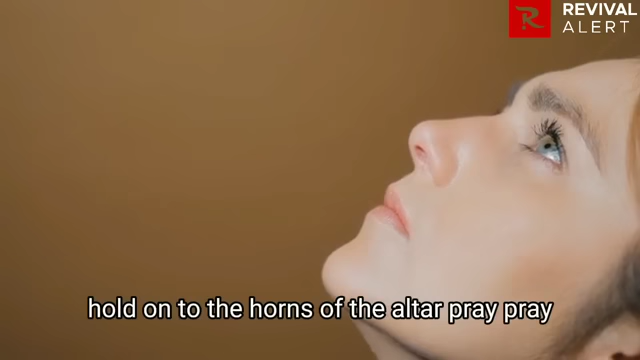 REVIVAL
ALERT
hold on to the horns of the altar pray pray